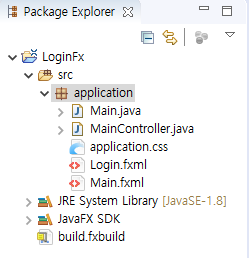 Package Explorer
LoginFx
src
application
Main.java
MainController.java
application.css
Login.fxml
Main.fxml
JRE System Library [JavaSE-1.8]
JavaFX SDK
build.fxbuild